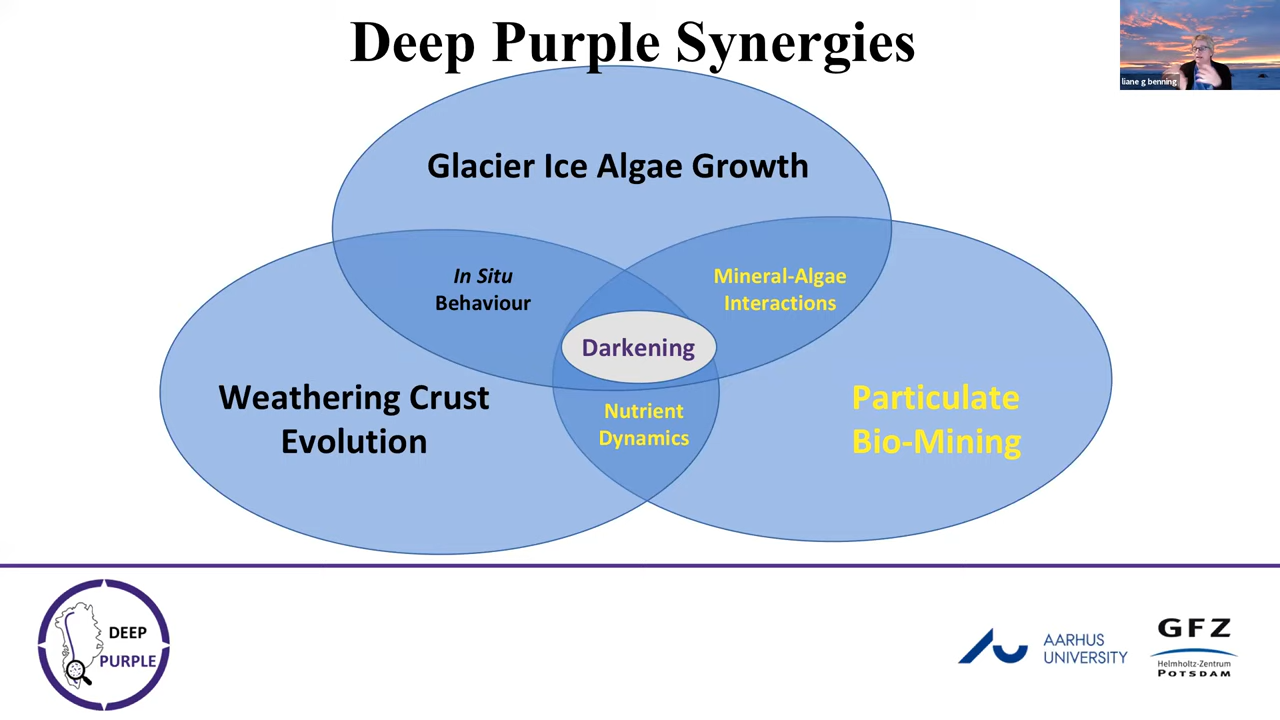 Deep Purple Synergies
liane g benning
Glacier Ice Algae Growth
In Situ
Behaviour
Mineral-Algae
Interactions
Darkening
Weathering Crust
Evolution
Nutrient
Dynamics
Particulate
Bio-Mining
DEEP
PURPLE
AARHUS
UNIVERSITY
GFZ
Helmholtz-Zentrum
POTSDAM